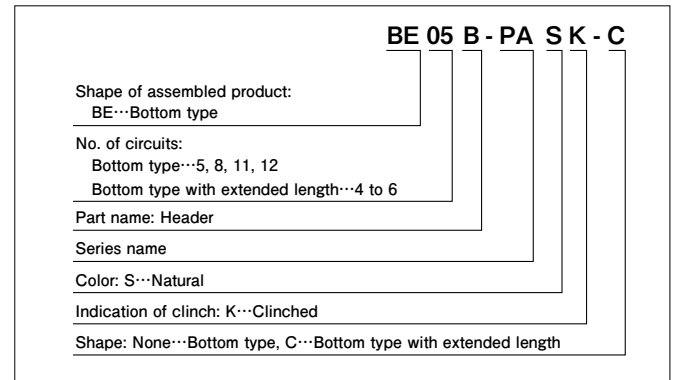 BE 05 B - PA S K - C
Shape of assembled product:
BE⋯Bottom type
No. of circuits:
Bottom type⋯5, 8, 11, 12
Bottom type with extended length⋯4 to 6
Part name: Header
Series name
Color: S⋯Natural
Indication of clinch: K⋯Clinched
Shape: None⋯Bottom type, C⋯Bottom type with extended length